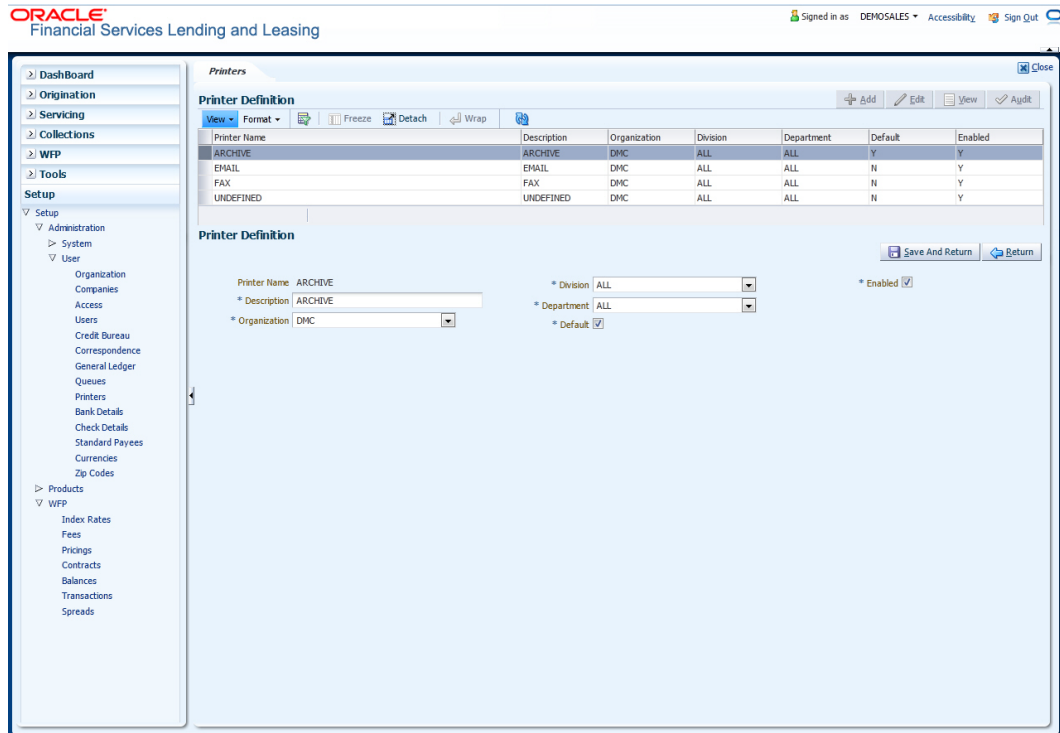 ORACLE
Financial Services Lending and Leasing
Signed in as DEMOSALES Accessibility Sign Out
DashBoard
Origination
Servicing
Collections
WFP
Tools
Setup
Setup
Administration
System
User
Organization
Companies
Access
Users
Credit Bureau
Correspondence
General Ledger
Queues
Printers
Bank Details
Check Details
Standard Payees
Currencies
Zip Codes
Products
WFP
Index Rates
Fees
Pricings
Contracts
Balances
Transactions
Spreads
Printers
Close
Printer Definition
Add Edit View Audit
View Format Freeze Detach Wrap
Printer Name Description Organization Division Department Default Enabled
ARCHIVE ARCHIVE DMC ALL ALL Y Y
EMAIL EMAIL DMC ALL ALL N Y
FAX FAX DMC ALL ALL N Y
UNDEFINED UNDEFINED DMC ALL ALL N Y
Printer Definition
Save And Return Return
Printer Name ARCHIVE * Division ALL * Enabled
* Description ARCHIVE * Department ALL
* Organization DMC * Default